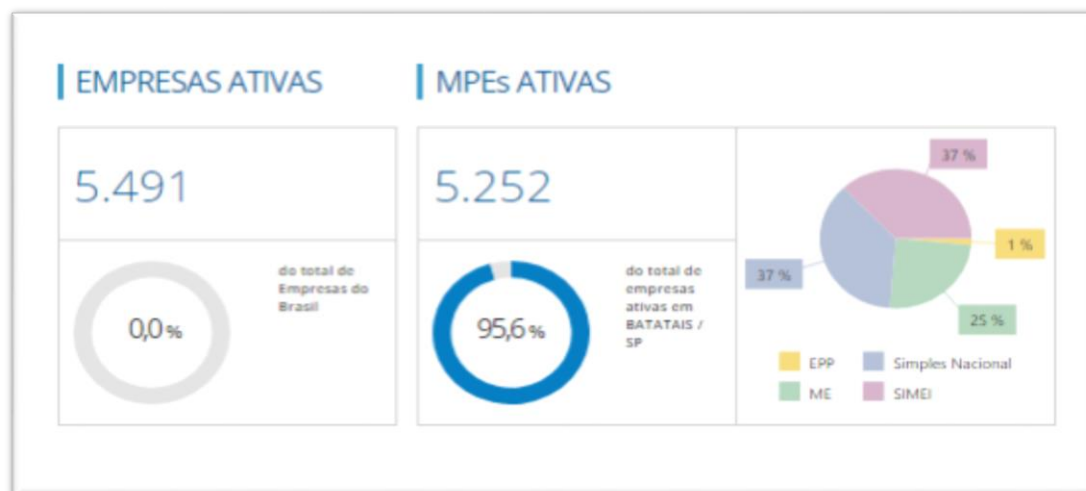 EMPRESAS ATIVAS
MPEs ATIVAS
5.491
5.252
0,0 %
do total de
Empresas do
Brasil
95,6 %
do total de
empresas
ativas em
BATATAIS /
SP
37 %
1 %
37 %
25 %
EPP
Simples Nacional
ME
SIMEI